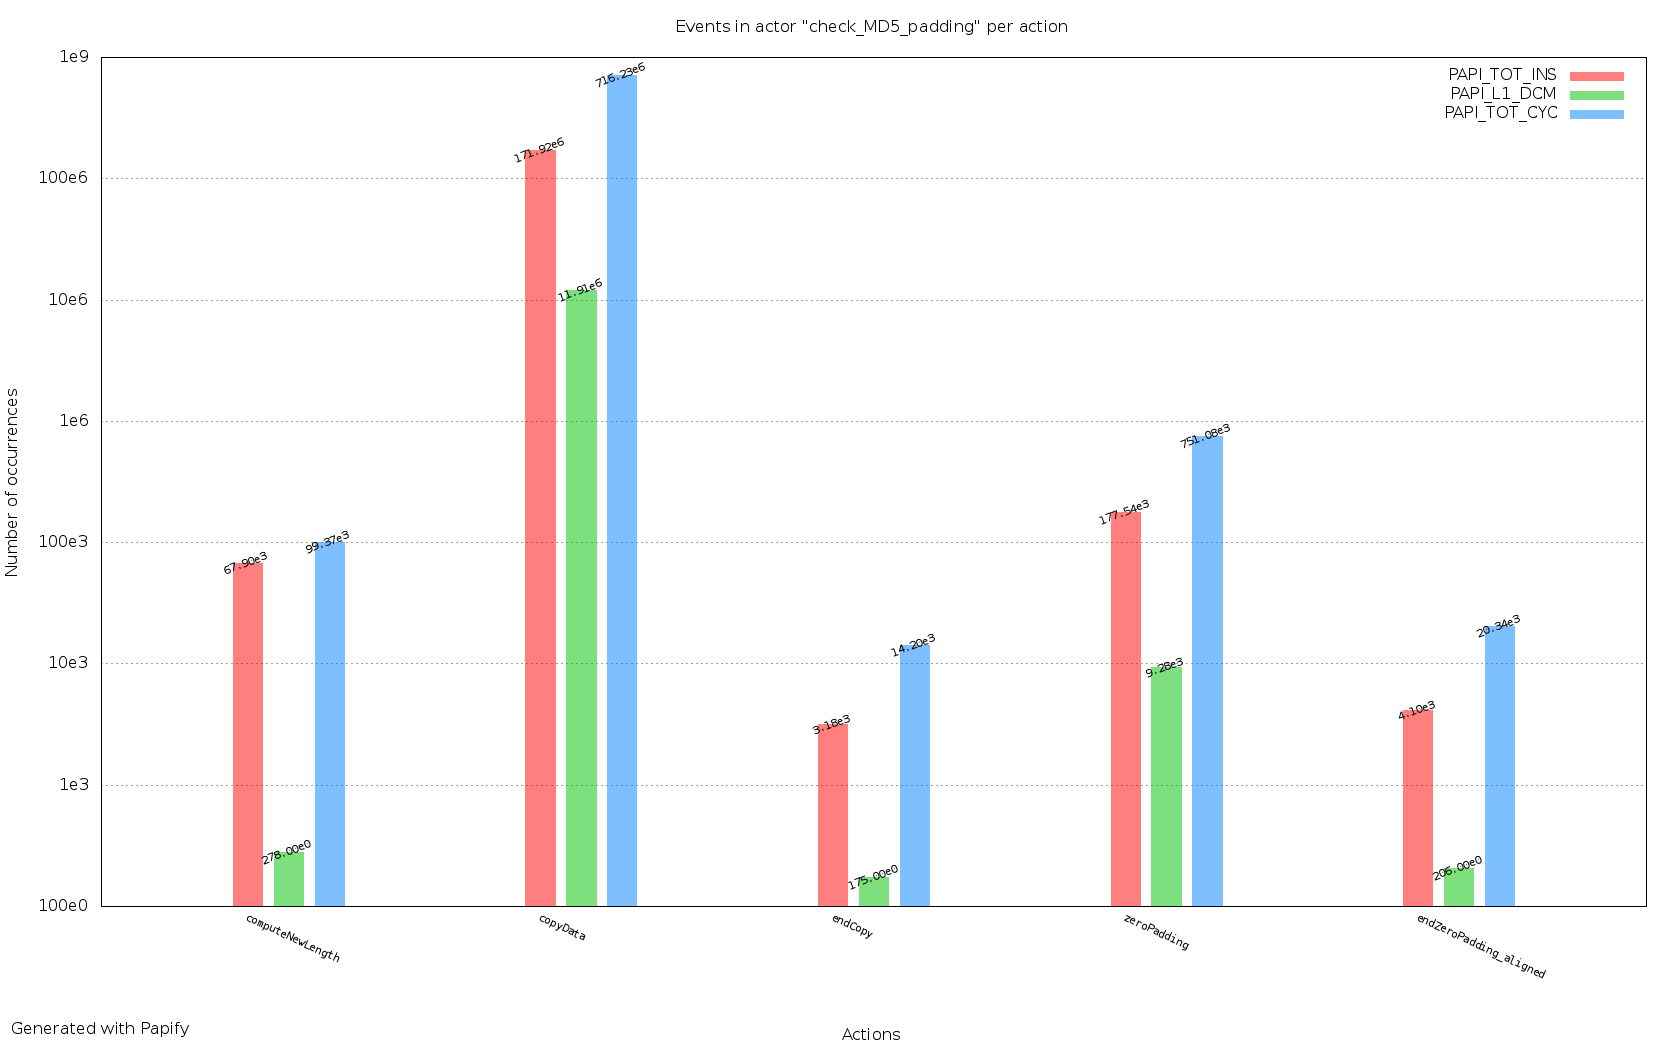 Events in actor "check_MD5_padding" per action
PAPI_TOT_INS
PAPI_L1_DCM
PAPI_TOT_CYC
1e9
100e6
10e6
1e6
100e3
10e3
1e3
100e0
Number of occurrences
67.90e3
278.00e0
99.37e3
171.92e6
11.91e6
716.23e6
3.18e3
175.00e0
14.20e3
177.54e3
9.28e3
751.08e3
4.10e3
206.00e0
20.34e3
computeNewLength
copyData
endCopy
zeroPadding
endZeroPadding_aligned
Actions
Generated with Papify